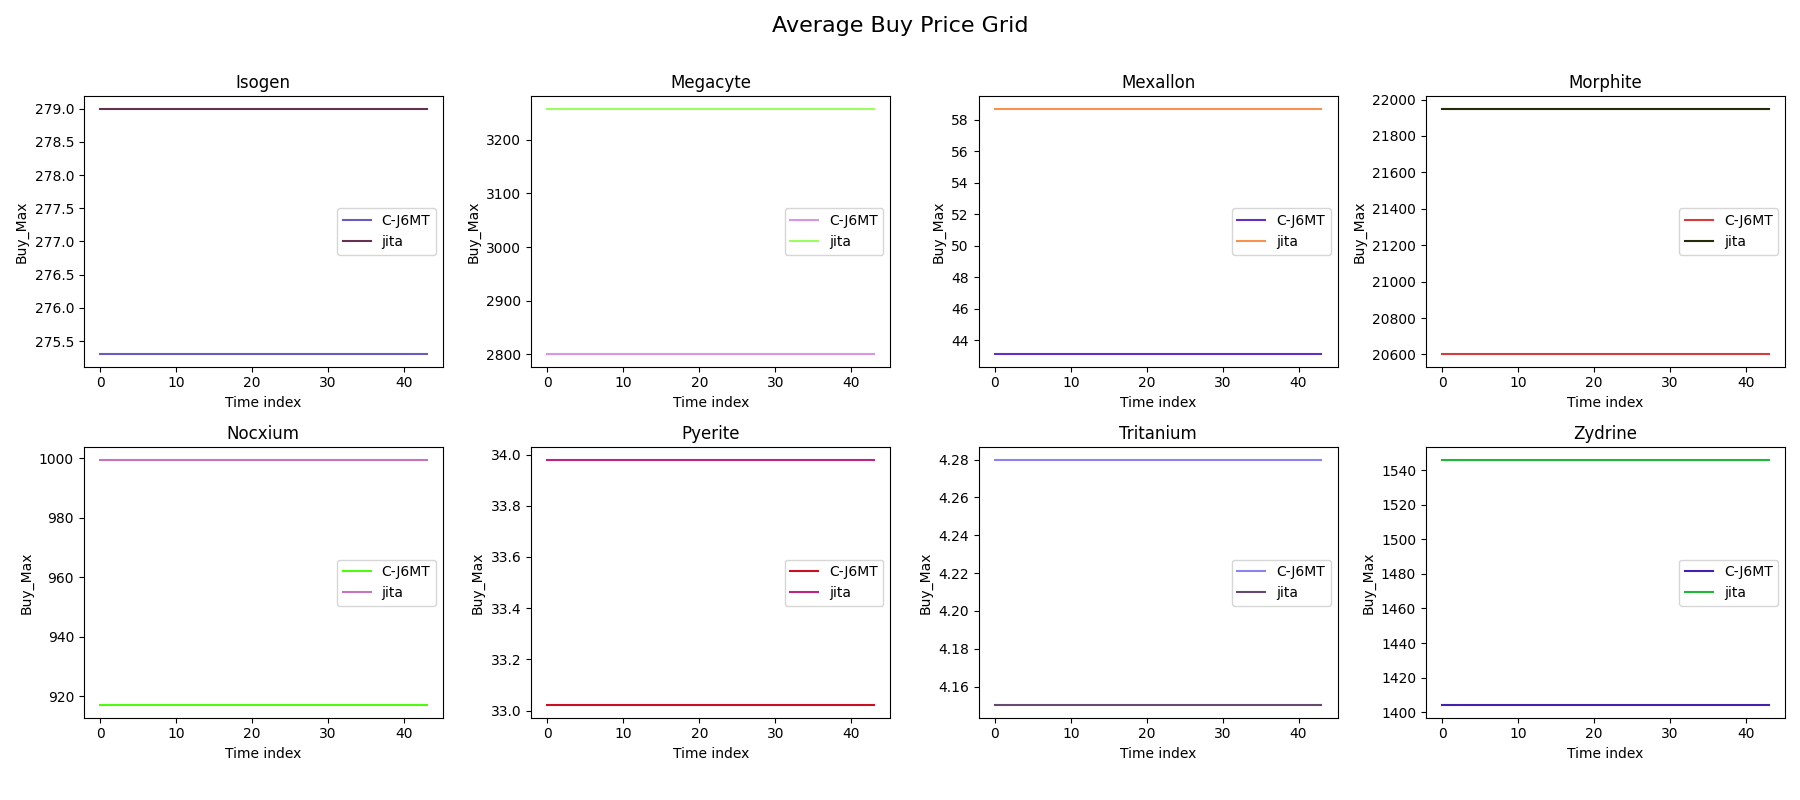 Average Buy Price Grid
Isogen
279.0
278.5
278.0
277.5
277.0
276.5
276.0
275.5
Buy_Max
C-J6MT
jita
0 10 20 30 40
Time index
Megacyte
3200
3100
3000
2900
2800
Buy_Max
C-J6MT
jita
0 10 20 30 40
Time index
Mexallon
58
56
54
52
50
48
46
44
Buy_Max
C-J6MT
jita
0 10 20 30 40
Time index
Morphite
22000
21800
21600
21400
21200
21000
20800
20600
Buy_Max
C-J6MT
jita
0 10 20 30 40
Time index
Nocxium
1000
980
960
940
920
Buy_Max
C-J6MT
jita
0 10 20 30 40
Time index
Pyerite
34.0
33.8
33.6
33.4
33.2
33.0
Buy_Max
C-J6MT
jita
0 10 20 30 40
Time index
Tritanium
4.28
4.26
4.24
4.22
4.20
4.18
4.16
Buy_Max
C-J6MT
jita
0 10 20 30 40
Time index
Zydrine
1540
1520
1500
1480
1460
1440
1420
1400
Buy_Max
C-J6MT
jita
0 10 20 30 40
Time index